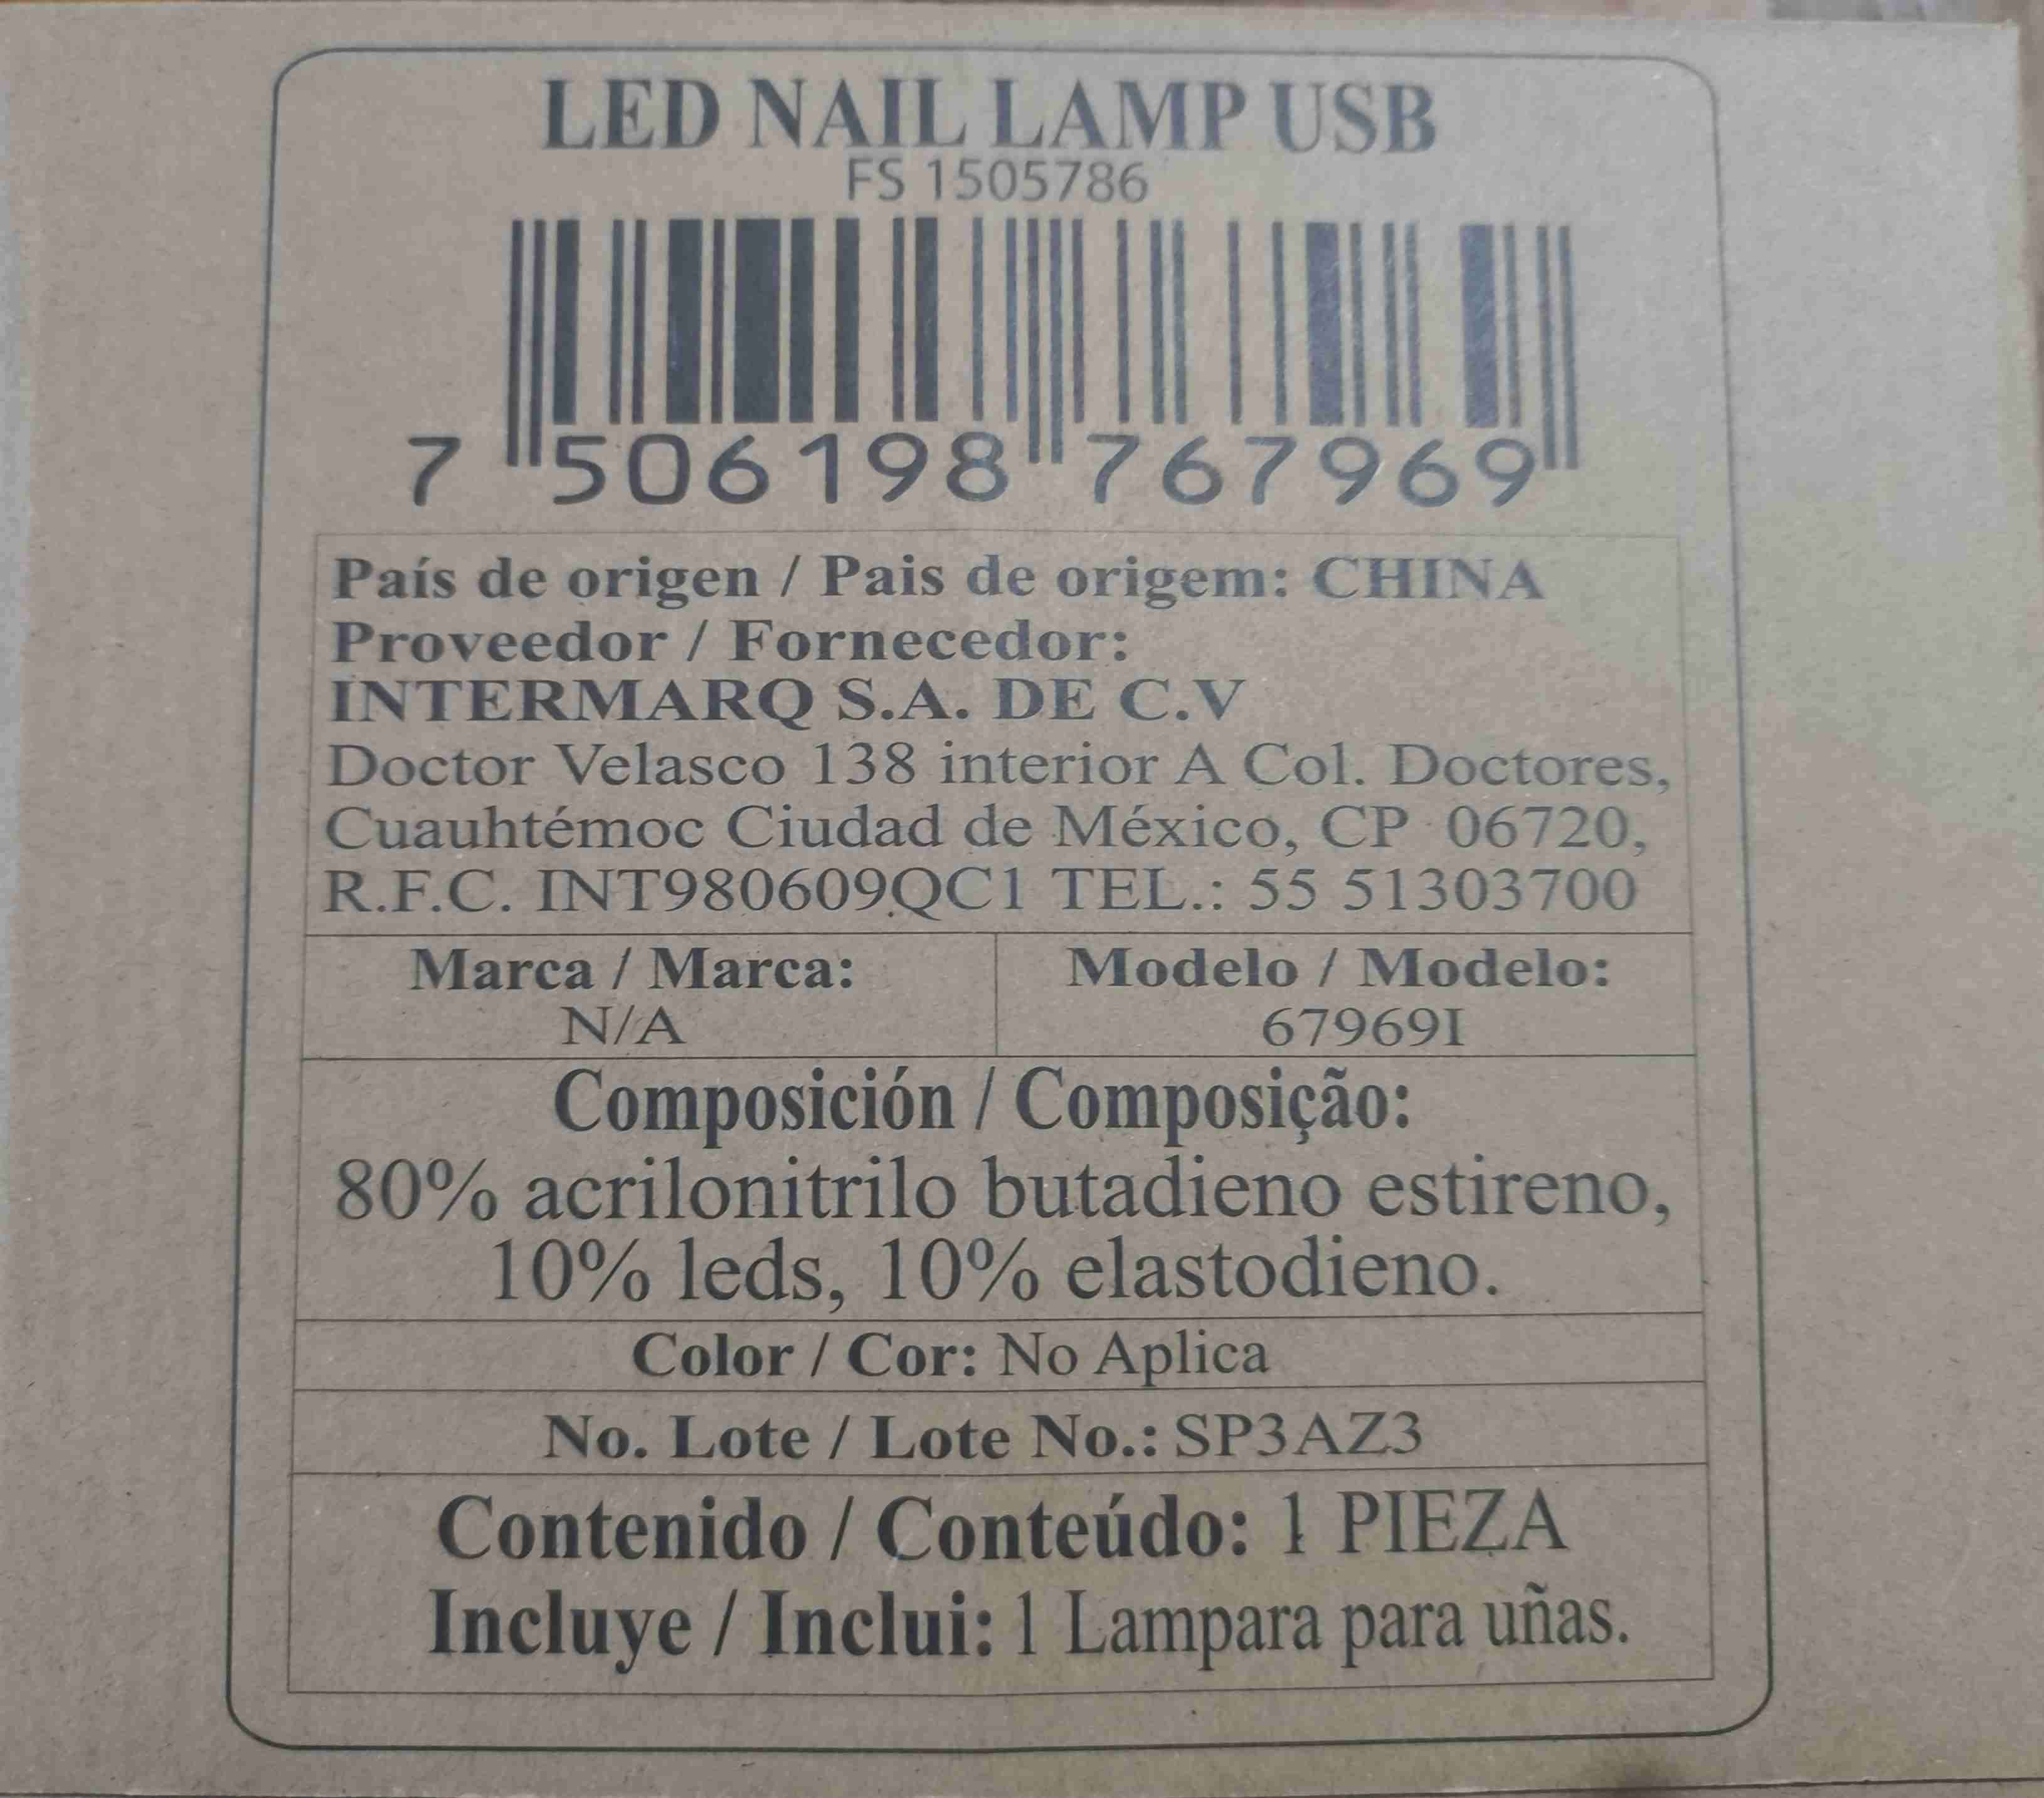 LED NAIL LAMP USB
FS 1505786
7 506198 767969
País de origen / Pais de origem: CHINA
Proveedor / Fornecedor:
INTERMARQ S.A. DE C.V
Doctor Velasco 138 interior A Col. Doctores,
Cuauhtémoc Ciudad de México, CP 06720,
R.F.C. INT980609QC1 TEL.: 55 51303700
Marca / Marca:
N/A
Modelo / Modelo:
67969I
Composición / Composição:
80% acrilonitrilo butadieno estireno,
10% leds, 10% elastodieno.
Color / Cor: No Aplica
No. Lote / Lote No.: SP3AZ3
Contenido / Conteúdo: 1 PIEZA
Incluye / Inclui: 1 Lampara para uñas.